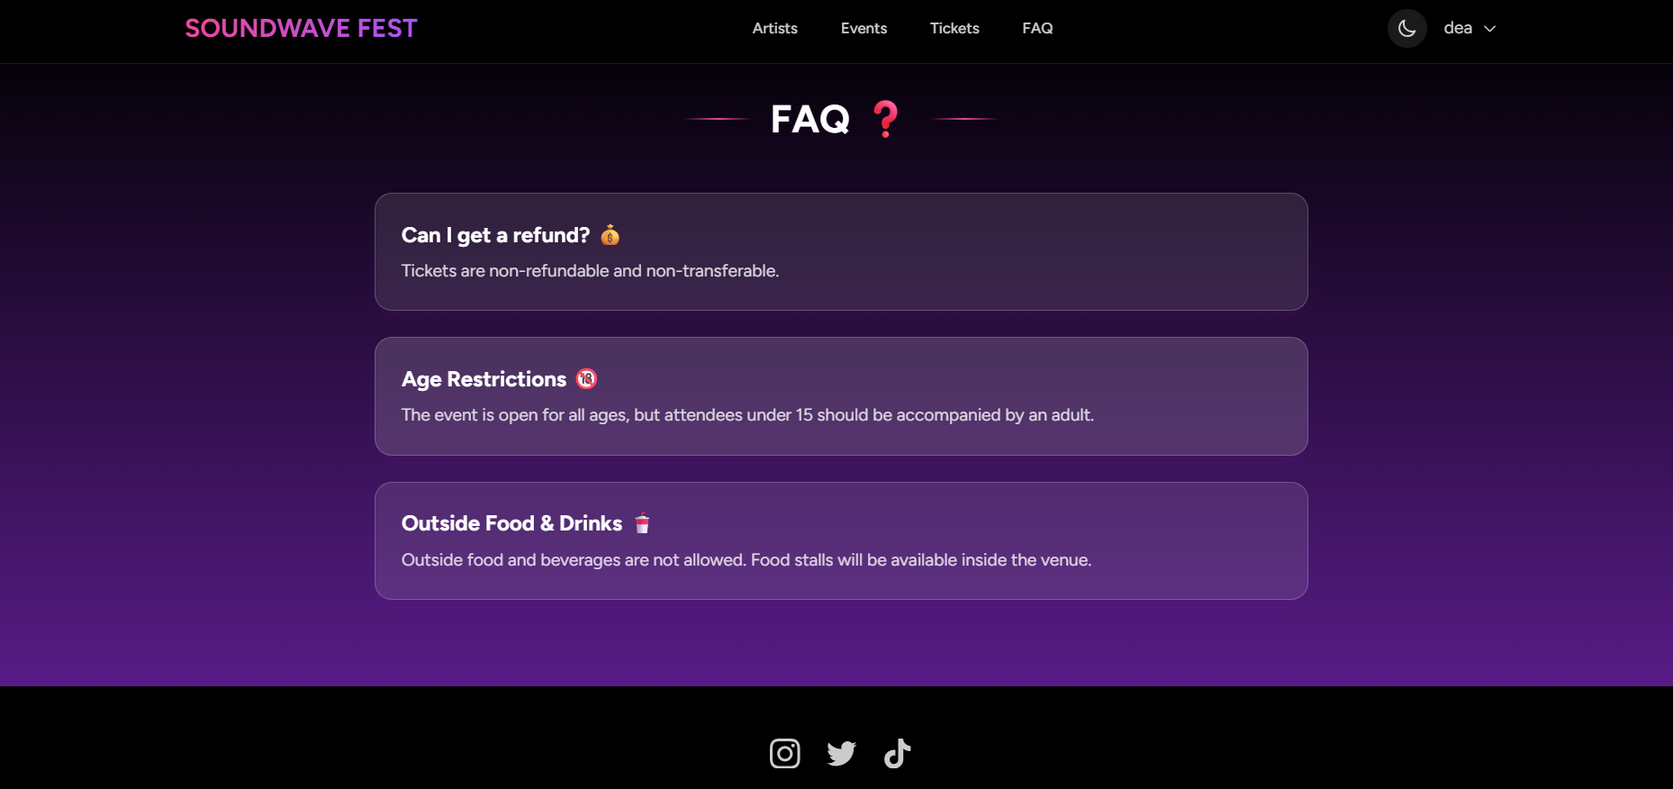 SOUNDWAVE FEST
Artists Events Tickets FAQ
dea
FAQ ❓
Can I get a refund? 💰
Tickets are non-refundable and non-transferable.
Age Restrictions 🔞
The event is open for all ages, but attendees under 15 should be accompanied by an adult.
Outside Food & Drinks 🥤
Outside food and beverages are not allowed. Food stalls will be available inside the venue.